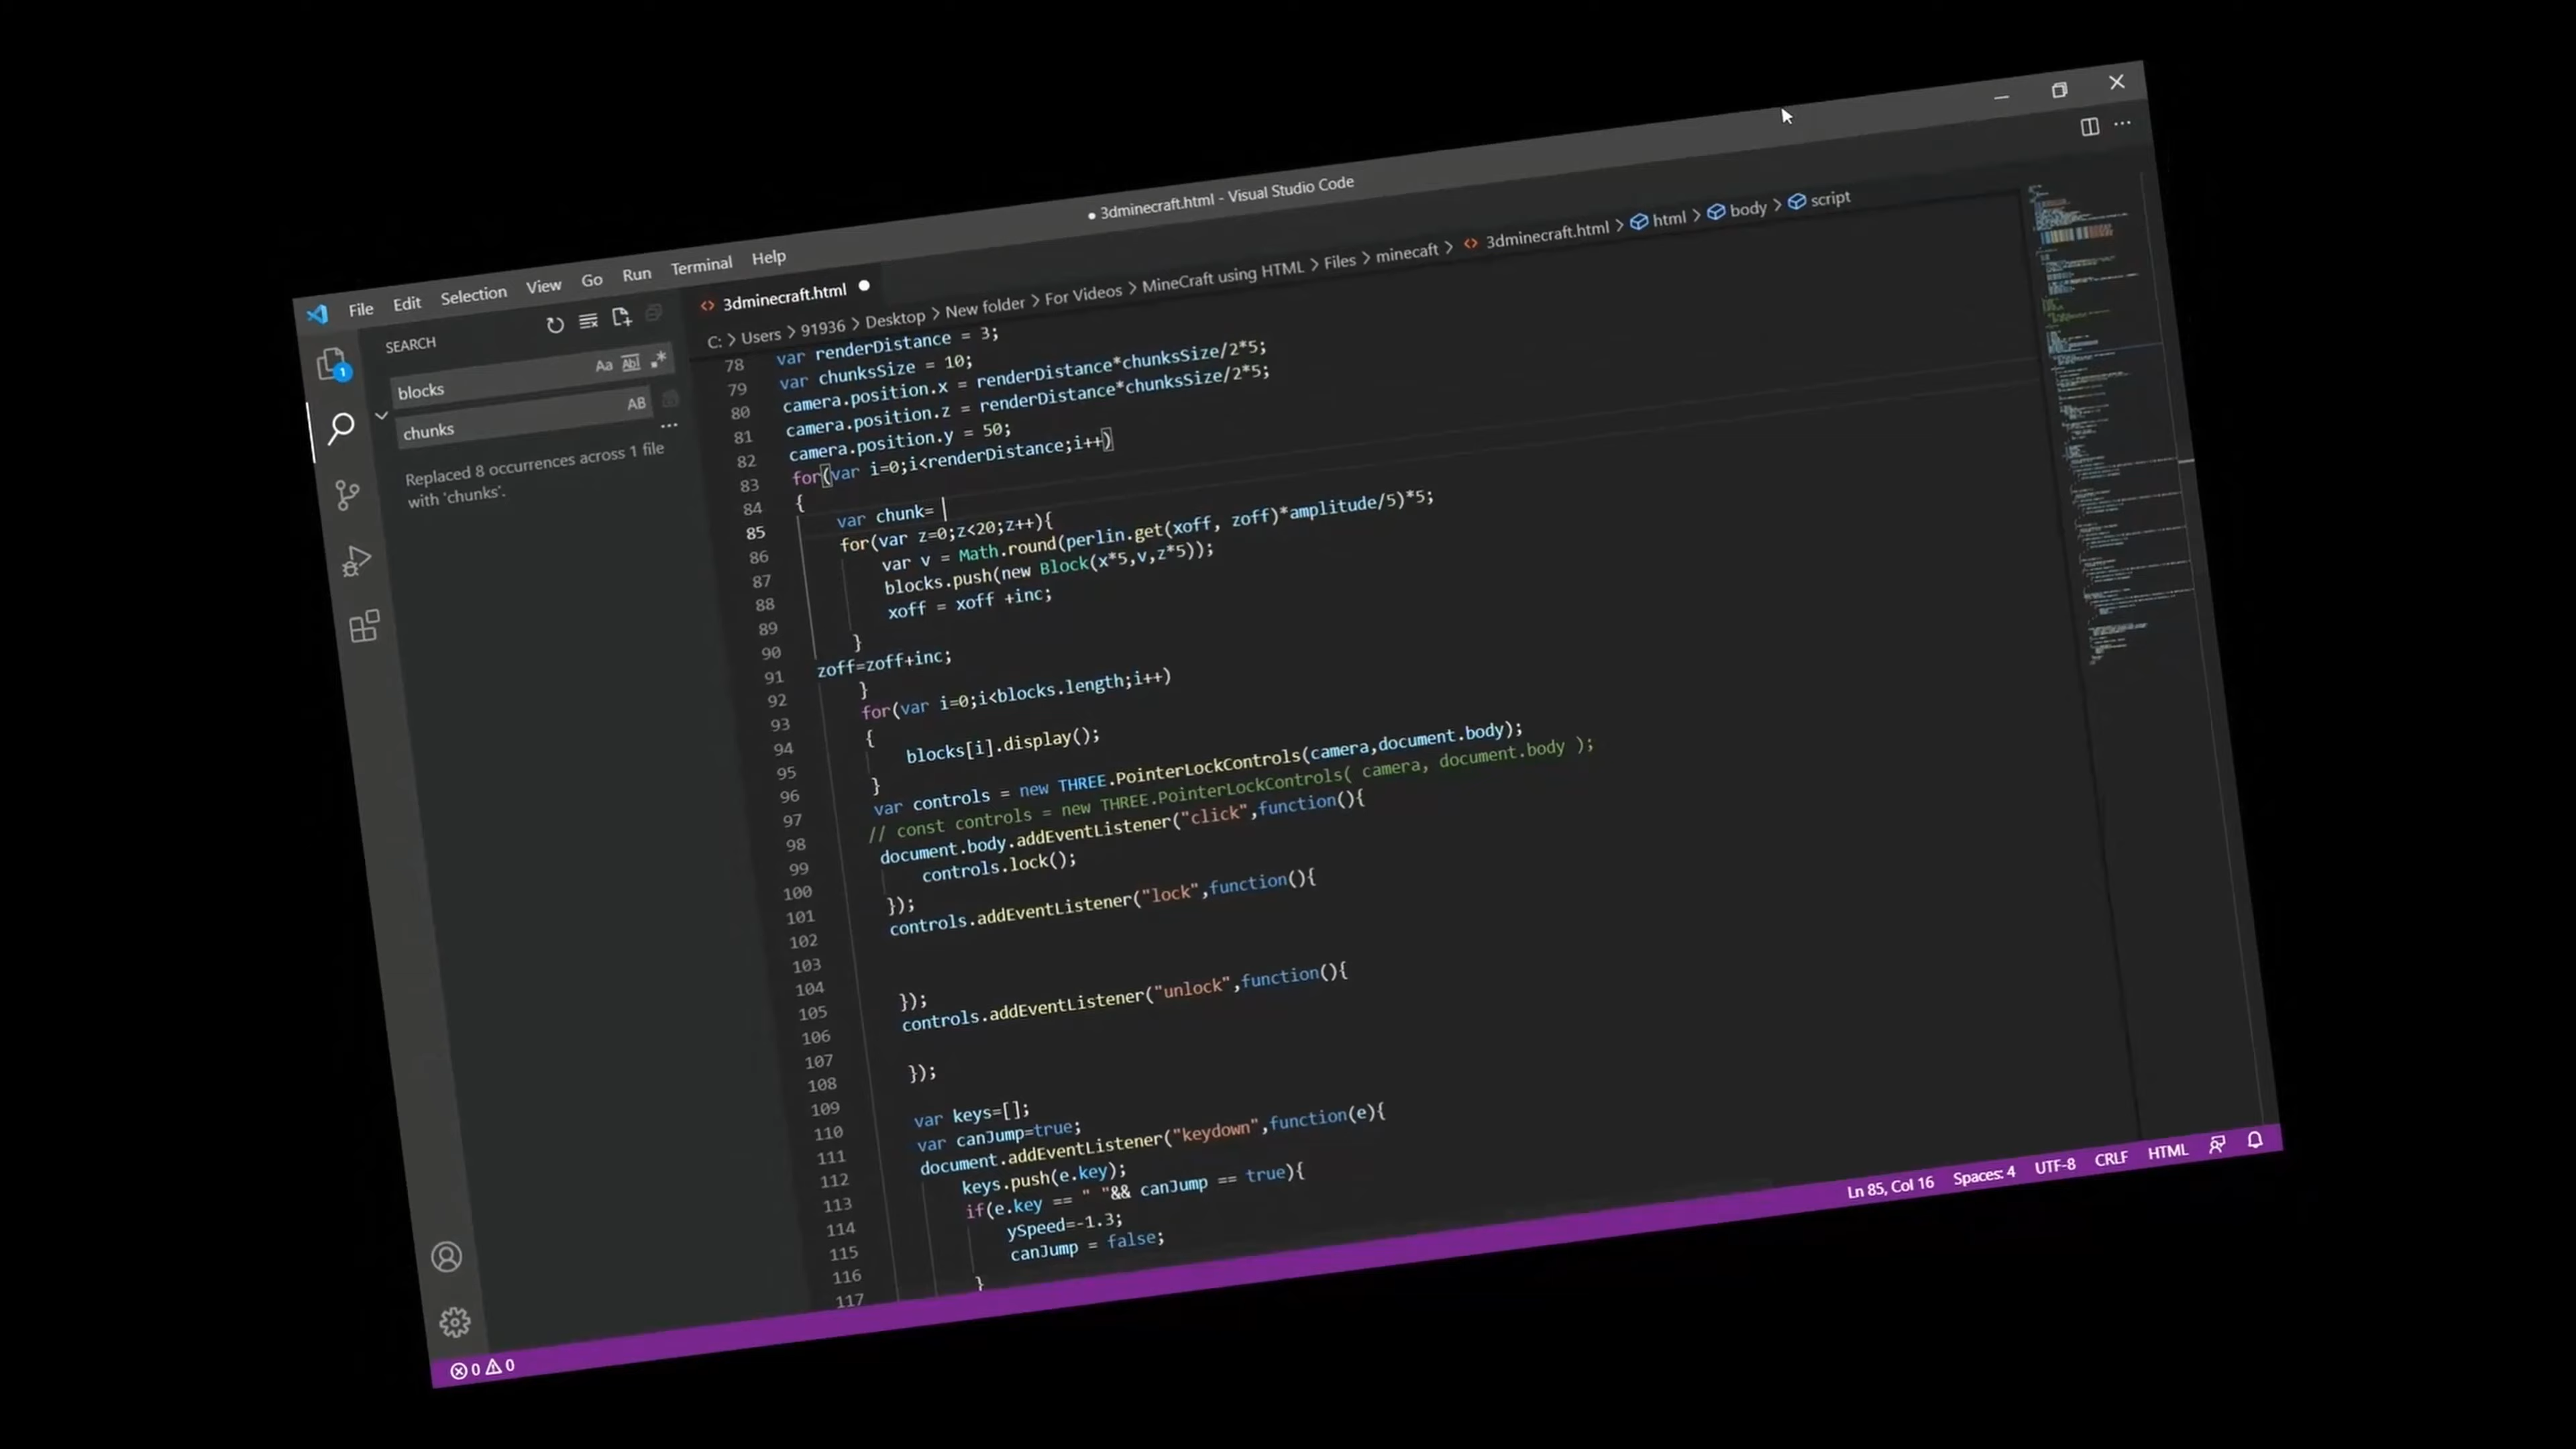 ● 3dminecraft.html - Visual Studio Code
File Edit Selection View Go Run Terminal Help
SEARCH
blocks
Aa Abl .*
chunks
AB
Replaced 8 occurrences across 1 file
with 'chunks'.
1
<> 3dminecraft.html ●
C: > Users > 91936 > Desktop > New folder > For Videos > MineCraft using HTML > Files > minecaft > <> 3dminecraft.html > html > body > script
78 var renderDistance = 3;
79 var chunksSize = 10;
80 camera.position.x = renderDistance*chunksSize/2*5;
81 camera.position.z = renderDistance*chunksSize/2*5;
82 camera.position.y = 50;
83 for(var i=0;i<renderDistance;i++)
84 {
85 var chunk=
86 for(var z=0;z<20;z++){
87 var v = Math.round(perlin.get(xoff, zoff)*amplitude/5)*5;
88 blocks.push(new Block(x*5,v,z*5));
89 xoff = xoff +inc;
90 }
91 zoff=zoff+inc;
92 }
93 for(var i=0;i<blocks.length;i++)
94 {
95 blocks[i].display();
96 }
97 var controls = new THREE.PointerLockControls(camera,document.body);
98 // const controls = new THREE.PointerLockControls( camera, document.body );
99 document.body.addEventListener("click",function(){
100 controls.lock();
101 });
102 controls.addEventListener("lock",function(){
103
104
105 });
106 controls.addEventListener("unlock",function(){
107
108 });
109
110 var keys=[];
111 var canJump=true;
112 document.addEventListener("keydown",function(e){
113 keys.push(e.key);
114 if(e.key == " "&& canJump == true){
115 ySpeed=-1.3;
116 canJump = false;
117 }
0 0
Ln 85, Col 16 Spaces: 4 UTF-8 CRLF HTML